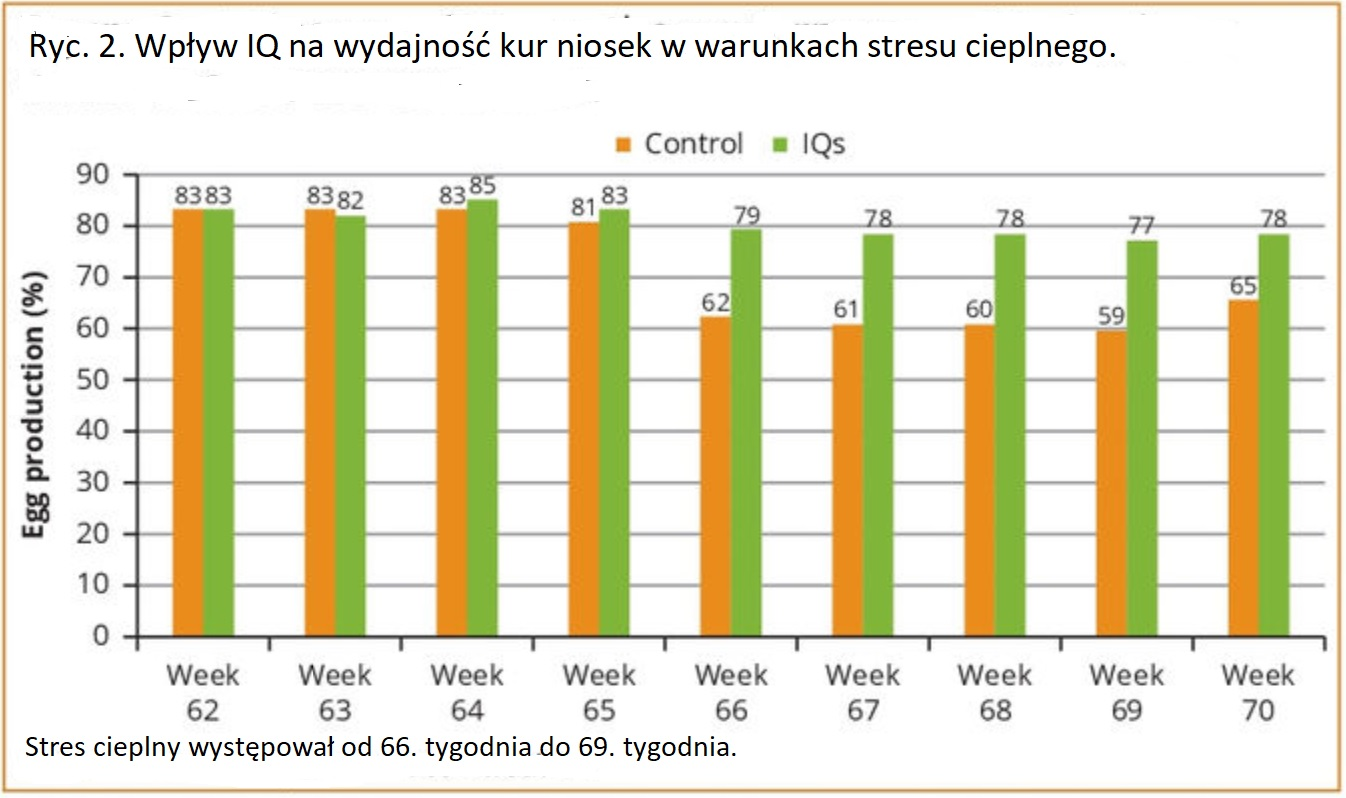 Ryc. 2. Wpływ IQ na wydajność kur niosek w warunkach stresu cieplnego.
Control IQs
Egg production (%)
90
80
70
60
50
40
30
20
10
0
83 83 83 82 83 85 81 83 62 79 61 78 60 78 59 77 65 78
Week Week Week Week Week Week Week Week Week
62 63 64 65 66 67 68 69 70
Stres cieplny występował od 66. tygodnia do 69. tygodnia.